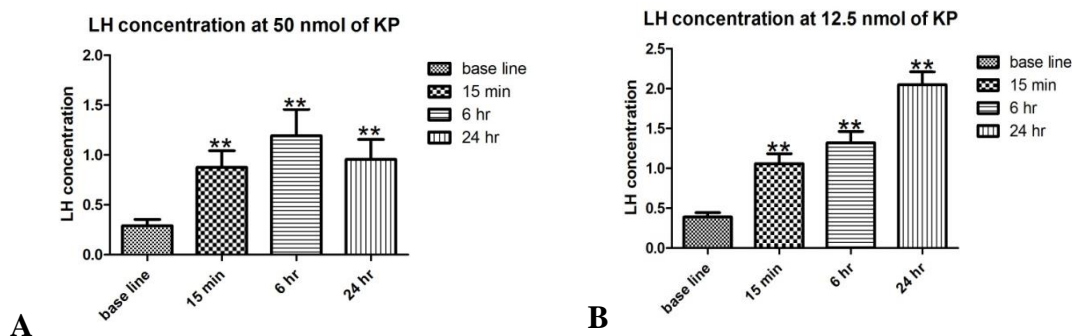 LH concentration at 50 nmol of KP
LH concentration
2.0
1.5
1.0
0.5
0.0
**
**
**
base line
15 min
6 hr
24 hr
base line
15 min
6 hr
24 hr
A
LH concentration at 12.5 nmol of KP
LH concentration
2.5
2.0
1.5
1.0
0.5
0.0
**
**
**
base line
15 min
6 hr
24 hr
base line
15 min
6 hr
24 hr
B